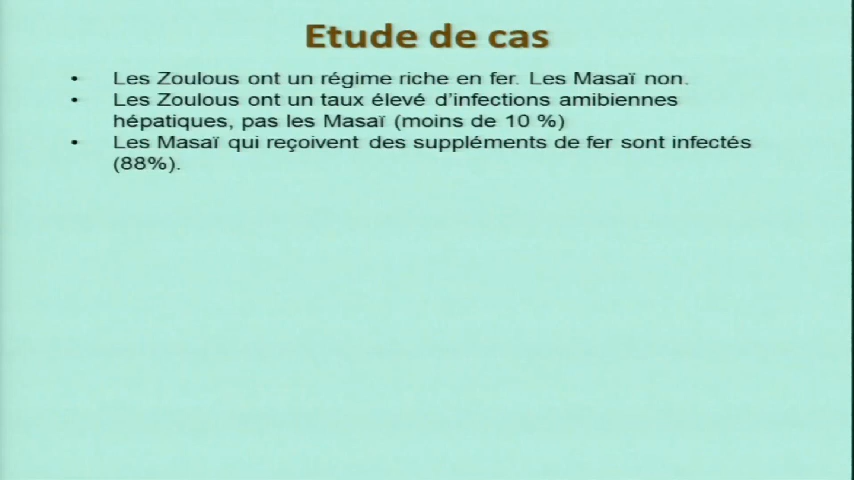 Etude de cas
• Les Zoulous ont un régime riche en fer. Les Masaï non.
• Les Zoulous ont un taux élevé d'infections amibiennes
hépatiques, pas les Masaï (moins de 10 %)
• Les Masaï qui reçoivent des suppléments de fer sont infectés
(88%).